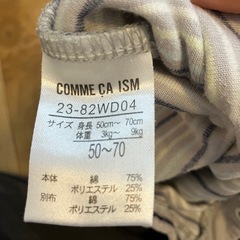 COMME ÇA ISM
23-82WD04
サイズ 身長 50cm〜 70cm
体重 3kg〜 9kg
50〜70
本体 綿 75%
ポリエステル 25%
別布 綿 75%
ポリエステル 25%